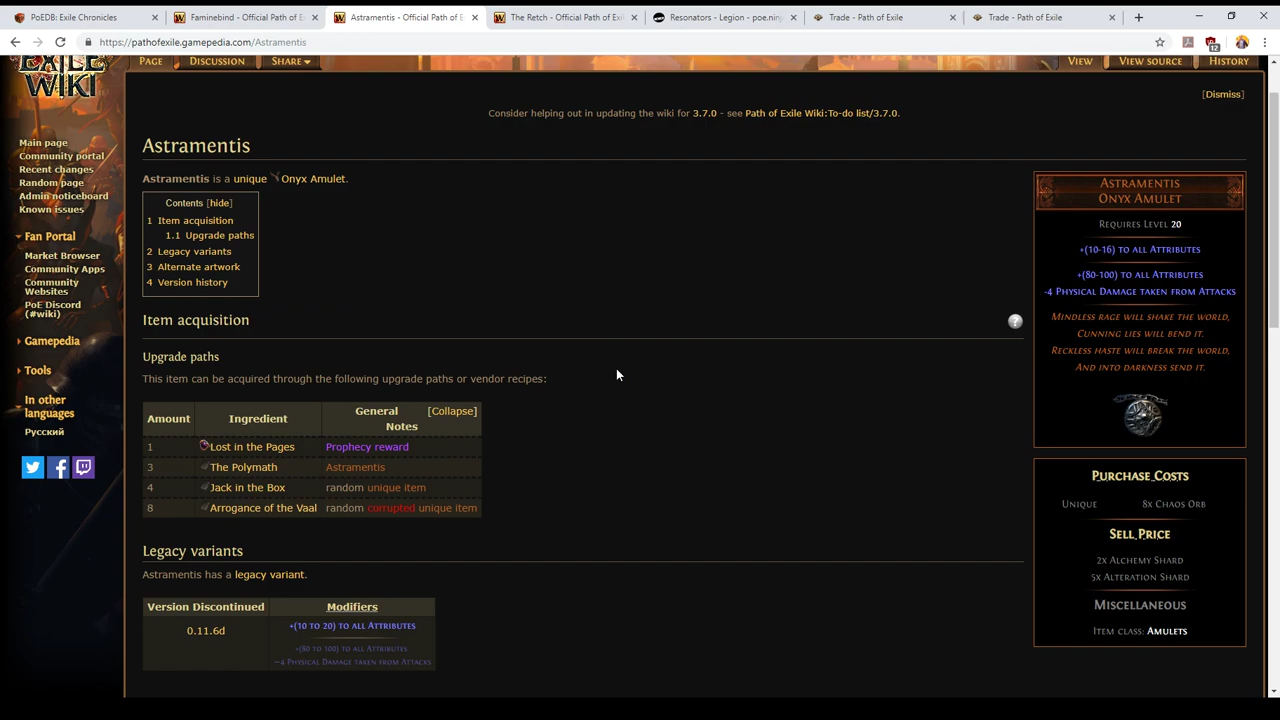 PoEDB: Exile Chronicles
Faminebind - Official Path of E
Astramentis - Official Path of E
The Retch - Official Path of Exi
Resonators - Legion - poe.ninj
Trade - Path of Exile
Trade - Path of Exile
https://pathofexile.gamepedia.com/Astramentis
12
EXILE
WIKI
PAGE
DISCUSSION
SHARE
VIEW
VIEW SOURCE
HISTORY
[Dismiss]
Consider helping out in updating the wiki for 3.7.0 - see Path of Exile Wiki:To-do list/3.7.0.
Main page
Community portal
Recent changes
Random page
Admin noticeboard
Known issues
Fan Portal
Market Browser
Community Apps
Community
Websites
PoE Discord
(#wiki)
Gamepedia
Tools
In other
languages
Русский
Astramentis
Astramentis is a unique Onyx Amulet.
Contents [hide]
1 Item acquisition
1.1 Upgrade paths
2 Legacy variants
3 Alternate artwork
4 Version history
Item acquisition
?
Upgrade paths
This item can be acquired through the following upgrade paths or vendor recipes:
Amount Ingredient General Notes [Collapse]
1 Lost in the Pages Prophecy reward
3 The Polymath Astramentis
4 Jack in the Box random unique item
8 Arrogance of the Vaal random corrupted unique item
Legacy variants
Astramentis has a legacy variant.
Version Discontinued Modifiers
0.11.6d
+(10 to 20) to all Attributes
+(80 to 100) to all Attributes
−4 Physical Damage taken from Attacks
Astramentis
Onyx Amulet
Requires Level 20
+(10-16) to all Attributes
+(80-100) to all Attributes
-4 Physical Damage taken from Attacks
Mindless rage will shake the world,
Cunning lies will bend it.
Reckless haste will break the world,
And into darkness send it.
Purchase Costs
Unique 8x Chaos Orb
Sell Price
2x Alchemy Shard
5x Alteration Shard
Miscellaneous
Item class: Amulets